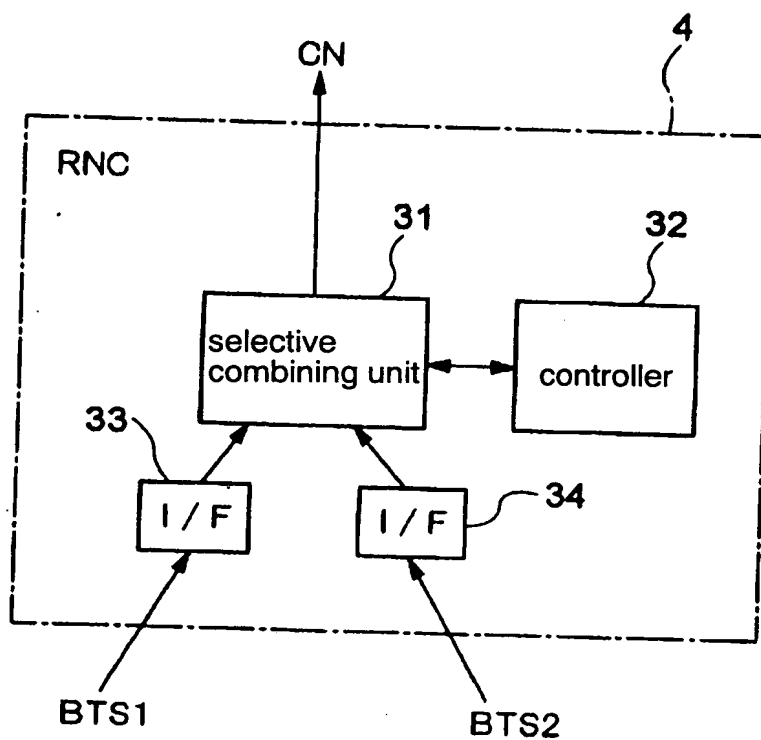 4
CN
RNC
31
32
selective
combining unit
controller
33
34
I / F
I / F
BTS1
BTS2